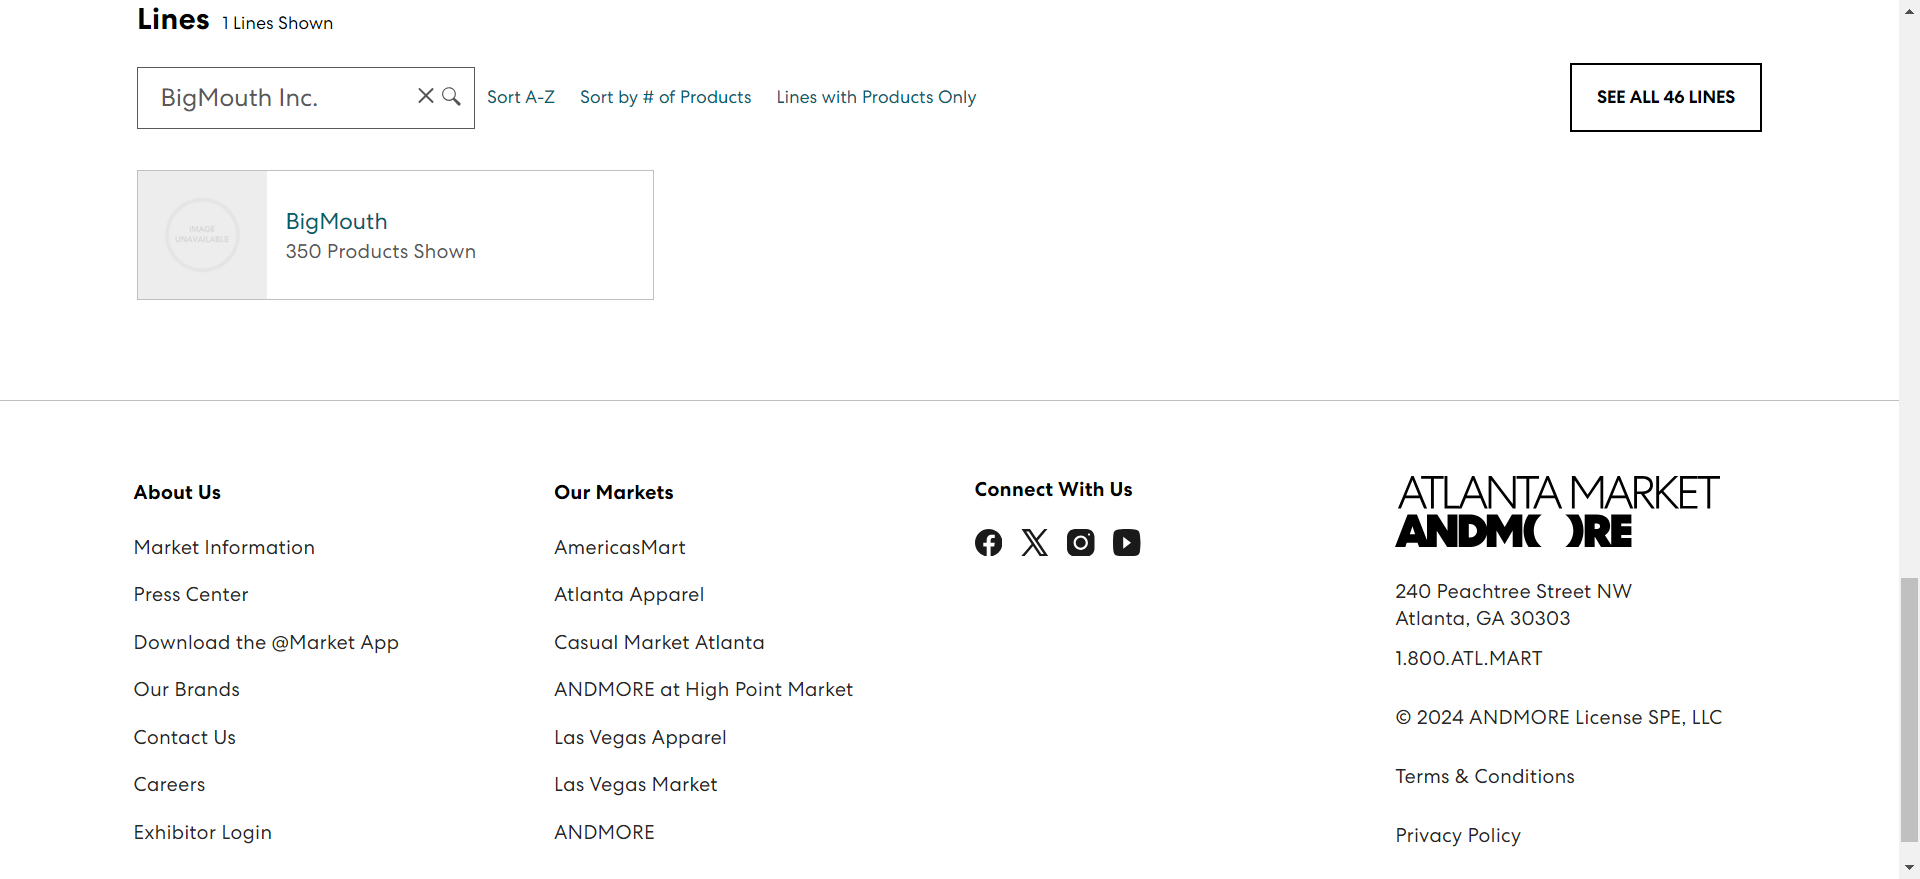 Lines 1 Lines Shown
BigMouth Inc.
Sort A-Z Sort by # of Products Lines with Products Only
SEE ALL 46 LINES
IMAGE
UNAVAILABLE
BigMouth
350 Products Shown
About Us
Market Information
Press Center
Download the @Market App
Our Brands
Contact Us
Careers
Exhibitor Login
Our Markets
AmericasMart
Atlanta Apparel
Casual Market Atlanta
ANDMORE at High Point Market
Las Vegas Apparel
Las Vegas Market
ANDMORE
Connect With Us
ATLANTA MARKET
ANDMORE
240 Peachtree Street NW
Atlanta, GA 30303
1.800.ATL.MART
© 2024 ANDMORE License SPE, LLC
Terms & Conditions
Privacy Policy